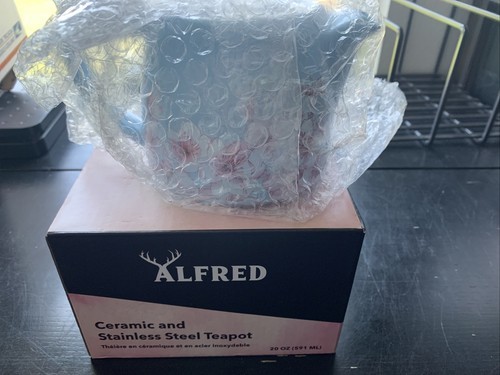 ALFRED
Ceramic and
Stainless Steel Teapot
Théière en céramique et en acier inoxydable
20 OZ (591 ML)